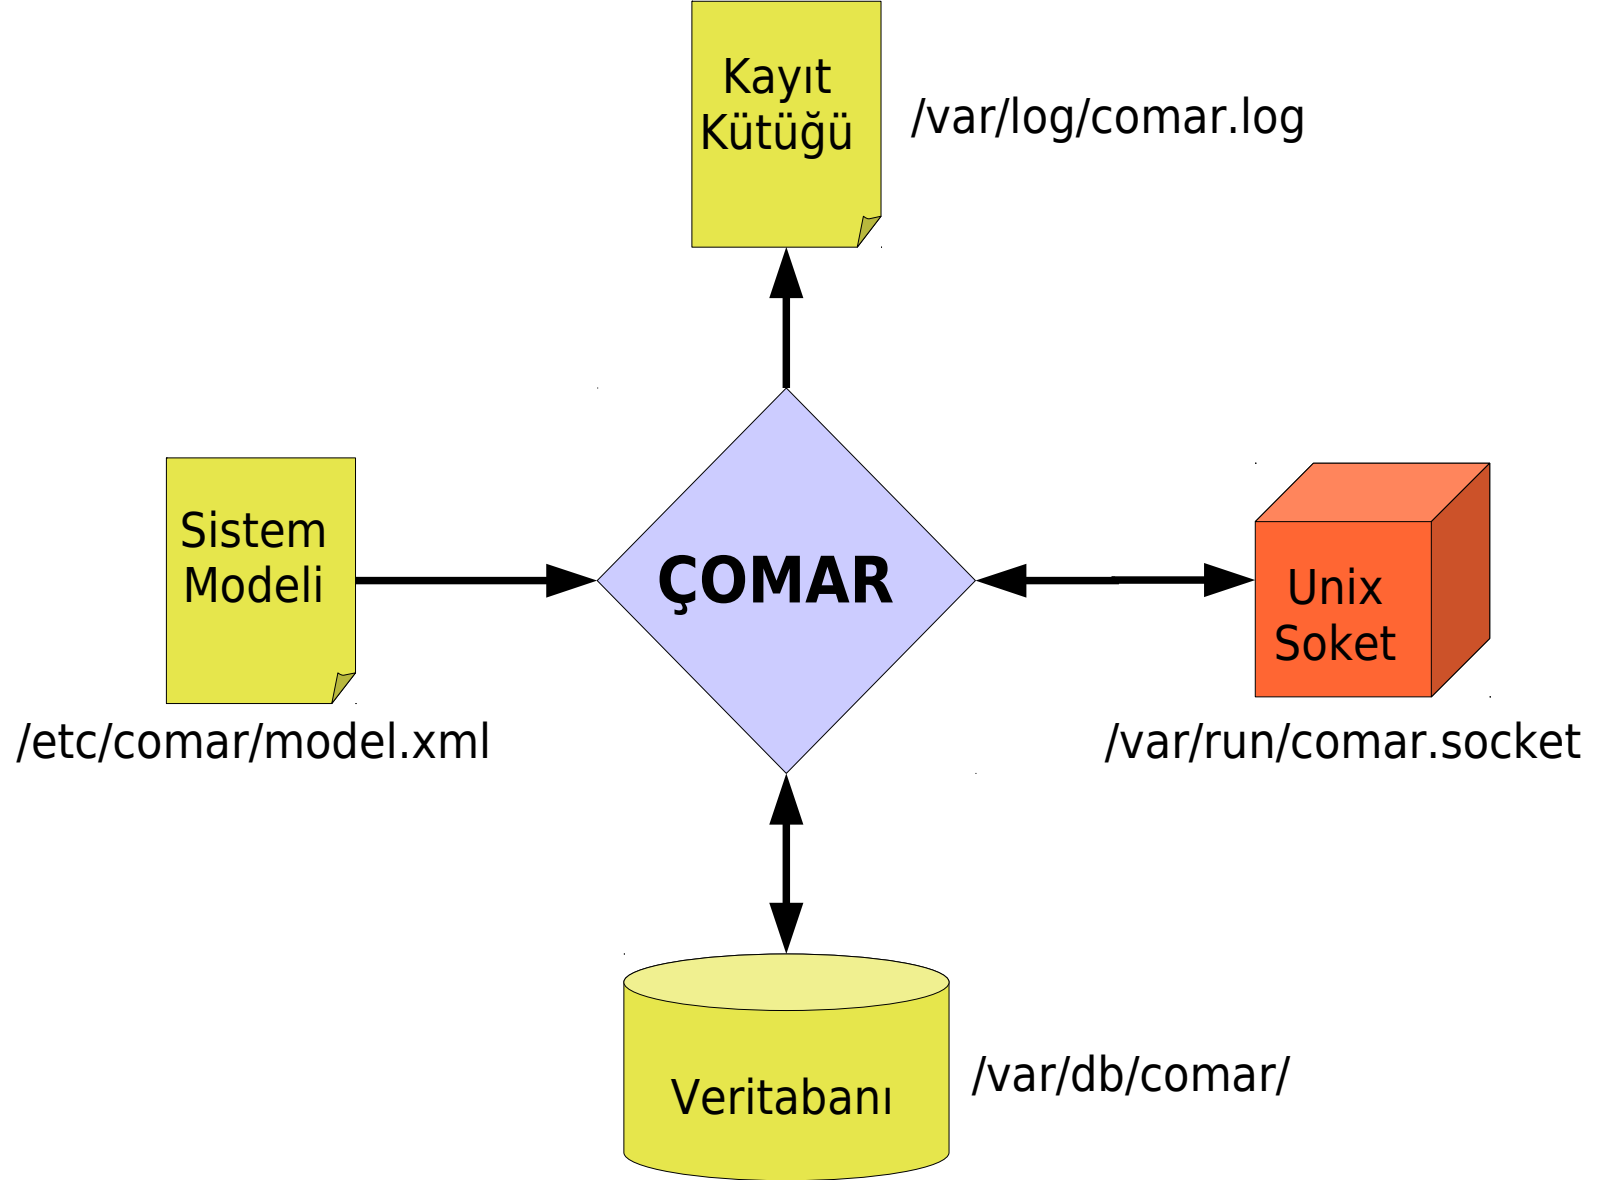 Kayıt
Kütüğü
/var/log/comar.log
Sistem
Modeli
/etc/comar/model.xml
ÇOMAR
Unix
Soket
/var/run/comar.socket
Veritabanı
/var/db/comar/